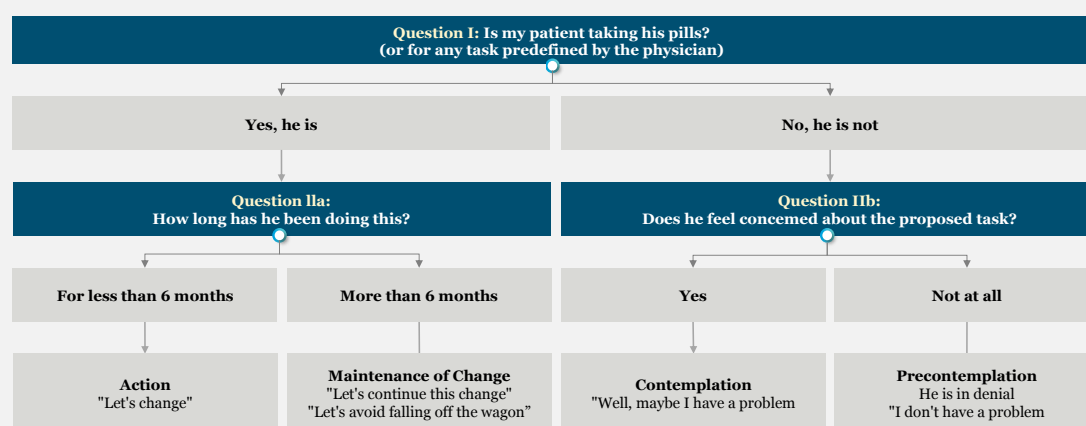 Question I: Is my patient taking his pills?
(or for any task predefined by the physician)
Yes, he is
No, he is not
Question lla:
How long has he been doing this?
Question IIb:
Does he feel concemed about the proposed task?
For less than 6 months
More than 6 months
Yes
Not at all
Action
"Let's change"
Maintenance of Change
"Let's continue this change"
"Let's avoid falling off the wagon”
Contemplation
"Well, maybe I have a problem
Precontemplation
He is in denial
"I don't have a problem